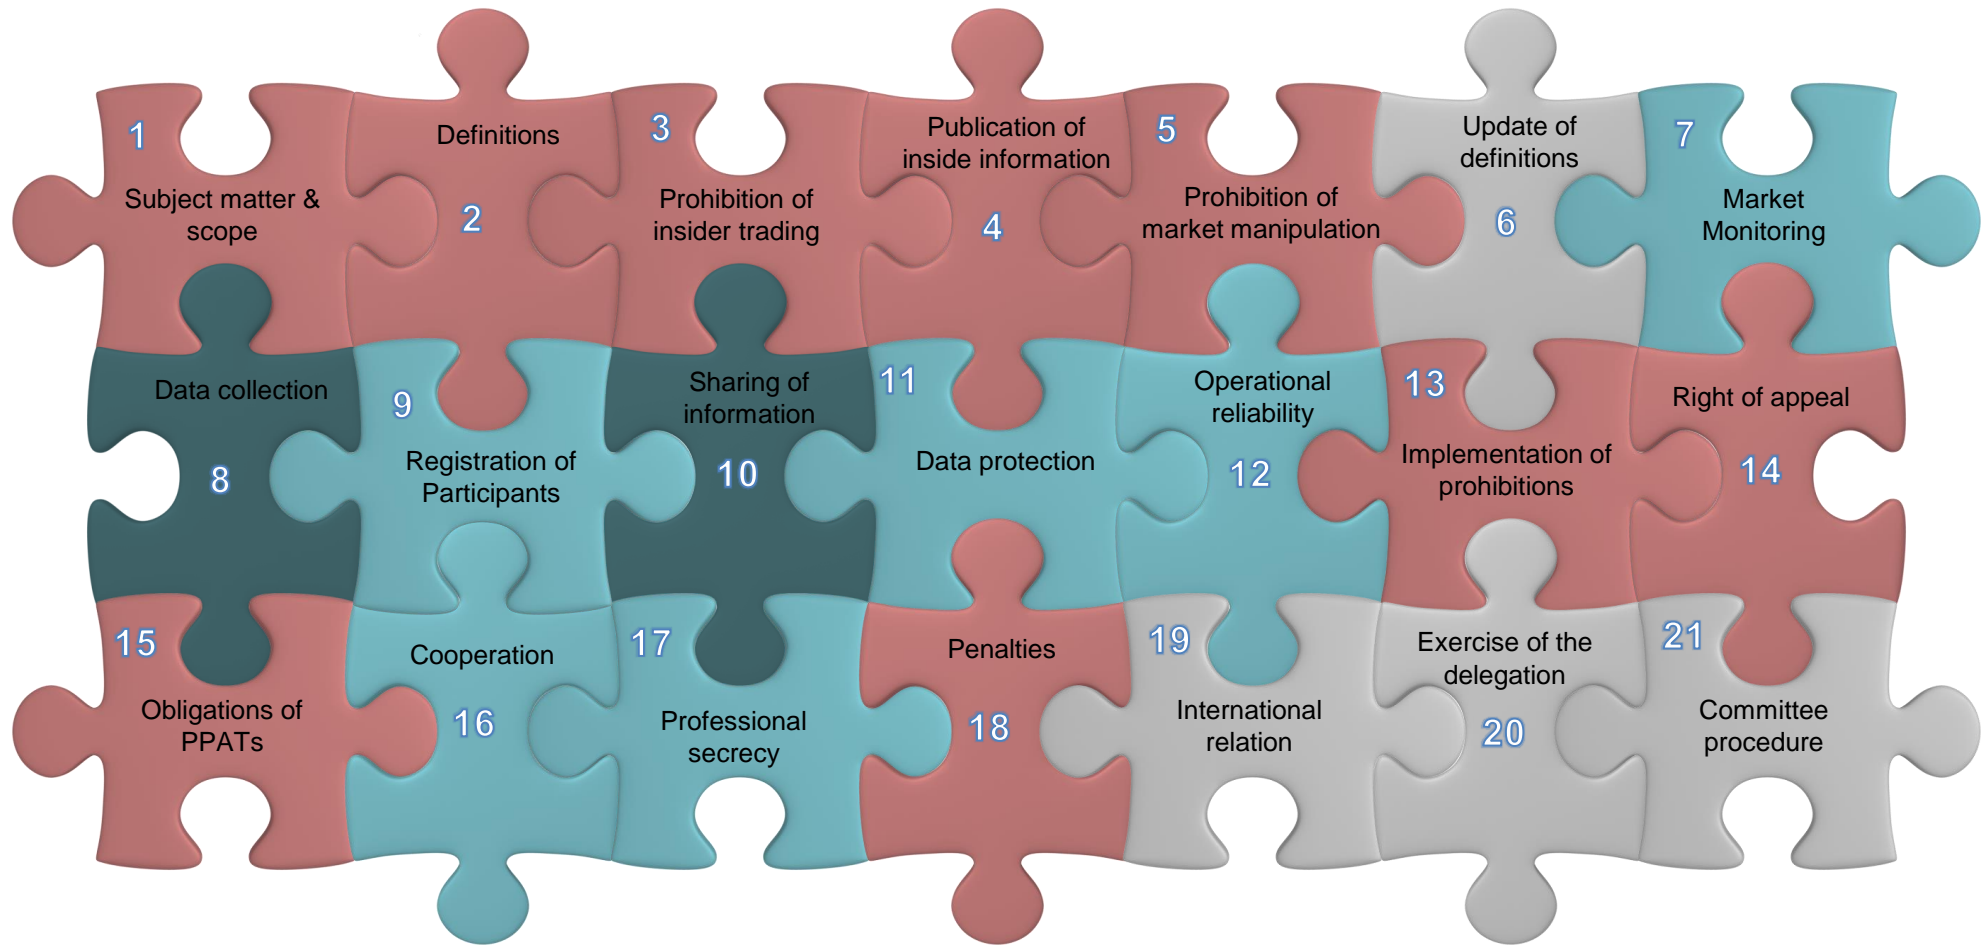 1
Subject matter &
scope
Definitions
2
3
Prohibition of
insider trading
Publication of
inside information
4
5
Prohibition of
market manipulation
Update of
definitions
6
7
Market
Monitoring
Data collection
8
9
Registration of
Participants
Sharing of
information
10
11
Data protection
Operational
reliability
12
13
Implementation of
prohibitions
Right of appeal
14
15
Obligations of
PPATs
Cooperation
16
17
Professional
secrecy
Penalties
18
19
International
relation
Exercise of the
delegation
20
21
Committee
procedure